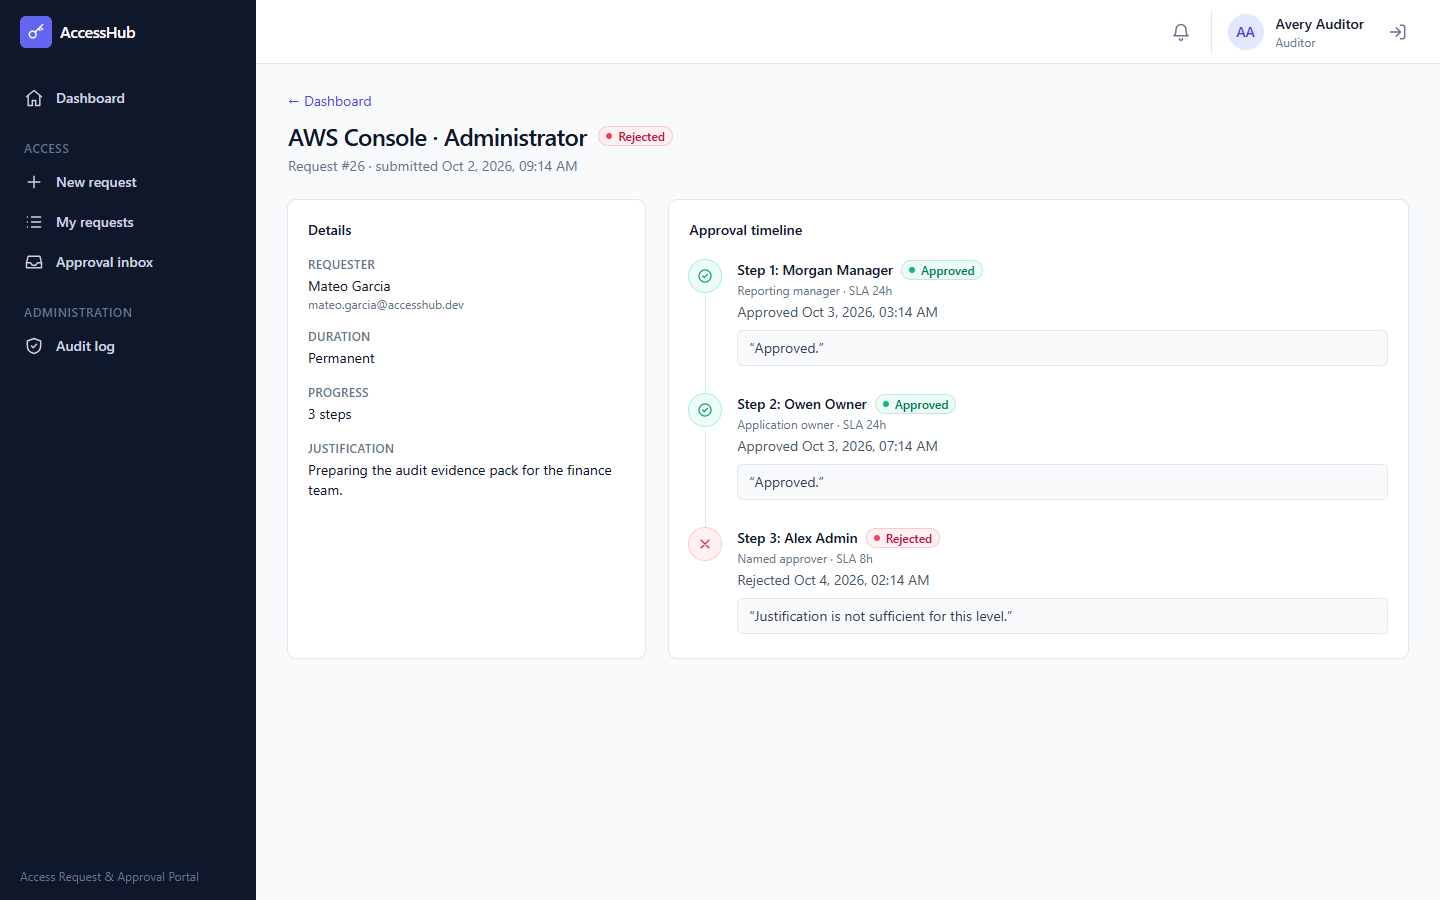 AccessHub
Dashboard
ACCESS
New request
My requests
Approval inbox
ADMINISTRATION
Audit log
Access Request & Approval Portal
AA
Avery Auditor
Auditor
← Dashboard
AWS Console · Administrator
Rejected
Request #26 · submitted Oct 2, 2026, 09:14 AM
Details
REQUESTER
Mateo Garcia
mateo.garcia@accesshub.dev
DURATION
Permanent
PROGRESS
3 steps
JUSTIFICATION
Preparing the audit evidence pack for the finance
team.
Approval timeline
Step 1: Morgan Manager
Approved
Reporting manager · SLA 24h
Approved Oct 3, 2026, 03:14 AM
“Approved.”
Step 2: Owen Owner
Approved
Application owner · SLA 24h
Approved Oct 3, 2026, 07:14 AM
“Approved.”
Step 3: Alex Admin
Rejected
Named approver · SLA 8h
Rejected Oct 4, 2026, 02:14 AM
“Justification is not sufficient for this level.”